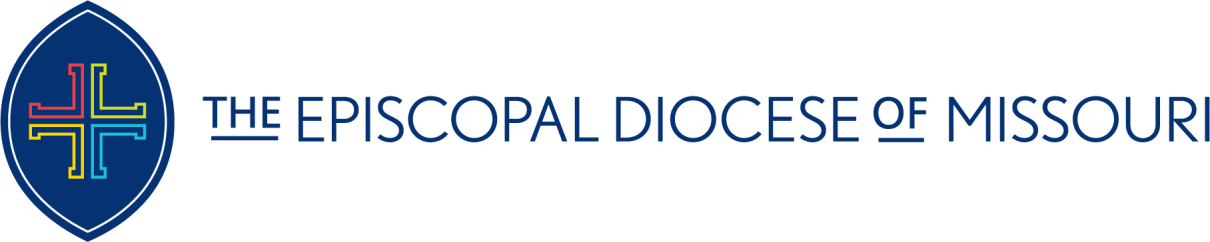 THE EPISCOPAL DIOCESE OF MISSOURI